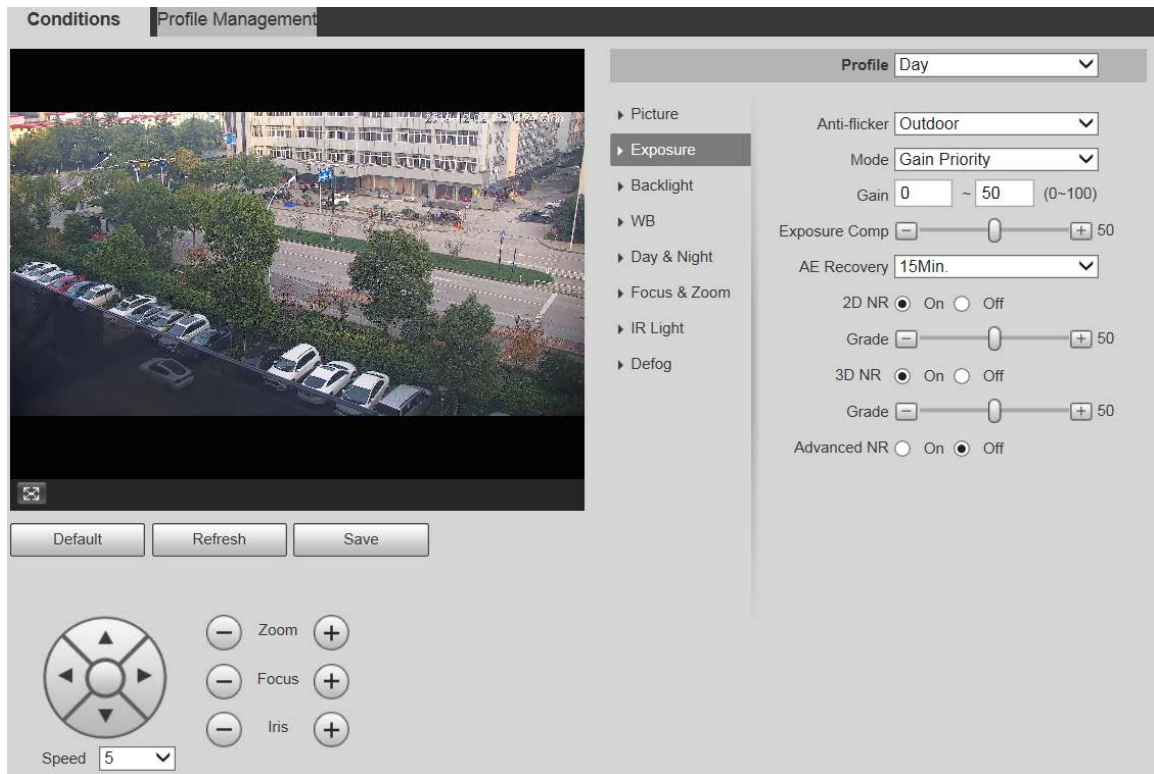 Conditions
Profile Management
Profile Day
Picture
Exposure
Backlight
WB
Day & Night
Focus & Zoom
IR Light
Defog
Anti-flicker Outdoor
Mode Gain Priority
Gain 0 ~ 50 (0~100)
Exposure Comp 50
AE Recovery 15Min.
2D NR On Off
Grade 50
3D NR On Off
Grade 50
Advanced NR On Off
Default Refresh Save
Zoom
Focus
Iris
Speed 5